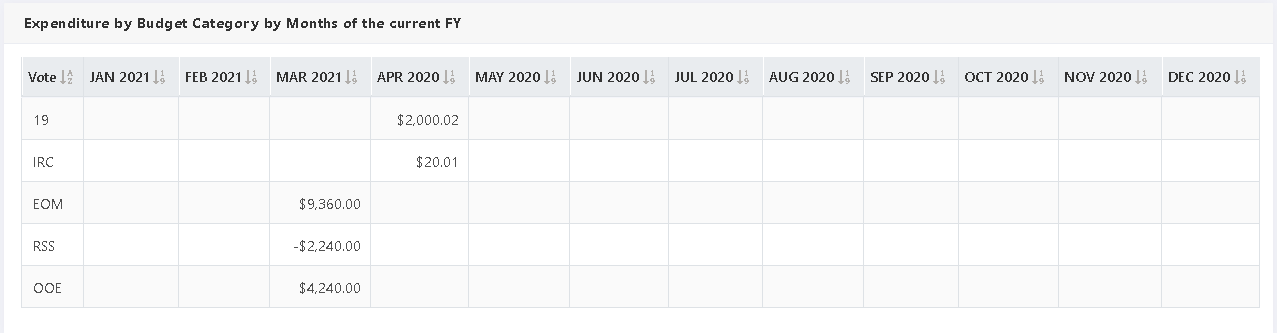 Expenditure by Budget Category by Months of the current FY
Vote JAN 2021 FEB 2021 MAR 2021 APR 2020 MAY 2020 JUN 2020 JUL 2020 AUG 2020 SEP 2020 OCT 2020 NOV 2020 DEC 2020
19 $2,000.02
IRC $20.01
EOM $9,360.00
RSS -$2,240.00
OOE $4,240.00